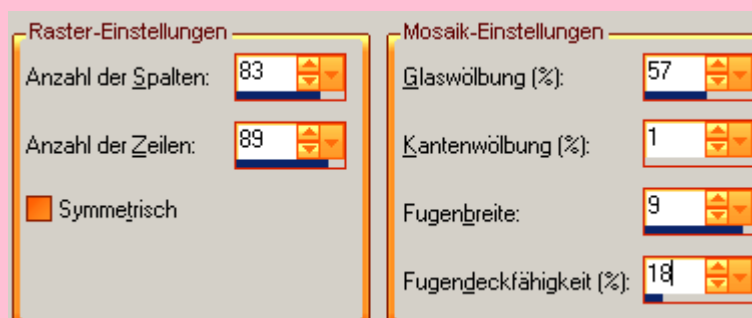 Raster-Einstellungen
Anzahl der Spalten: 83
Anzahl der Zeilen: 89
Symmetrisch
Mosaik-Einstellungen
Glaswölbung (%): 57
Kantenwölbung (%): 1
Fugenbreite: 9
Fugendeckfähigkeit (%): 18